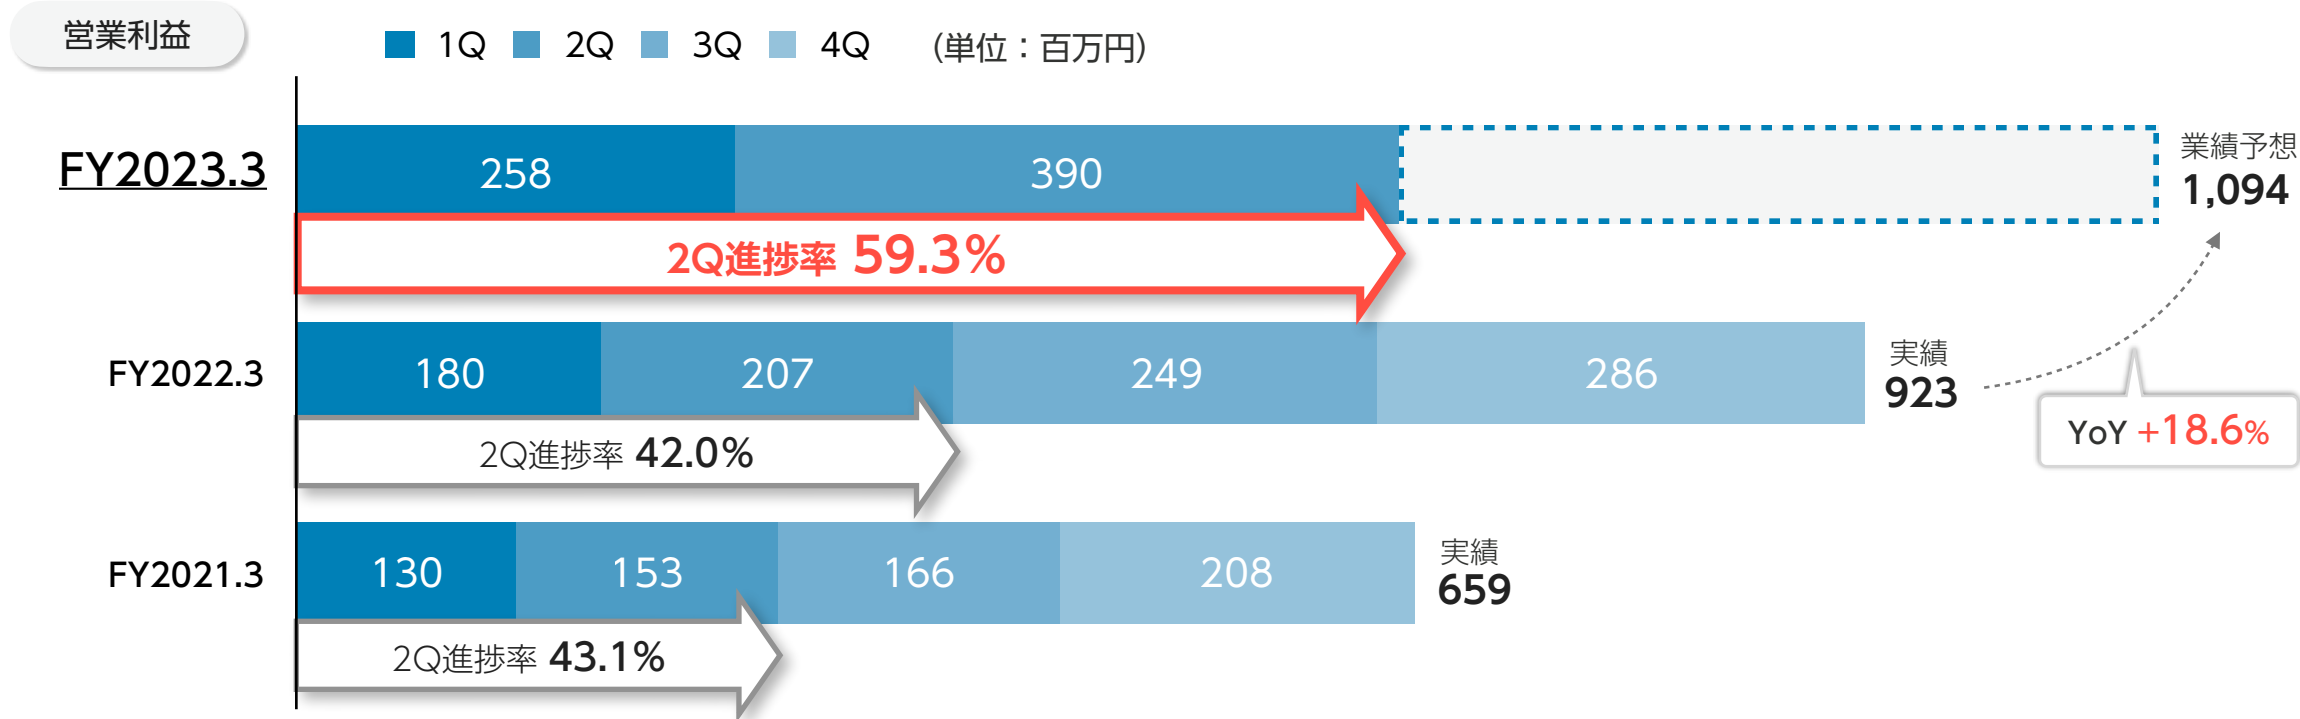 営業利益
1Q 2Q 3Q 4Q (単位：百万円)
FY2023.3
258 390
業績予想
1,094
2Q進捗率 59.3%
FY2022.3
180 207 249 286
実績
923
YoY +18.6%
2Q進捗率 42.0%
FY2021.3
130 153 166 208
実績
659
2Q進捗率 43.1%